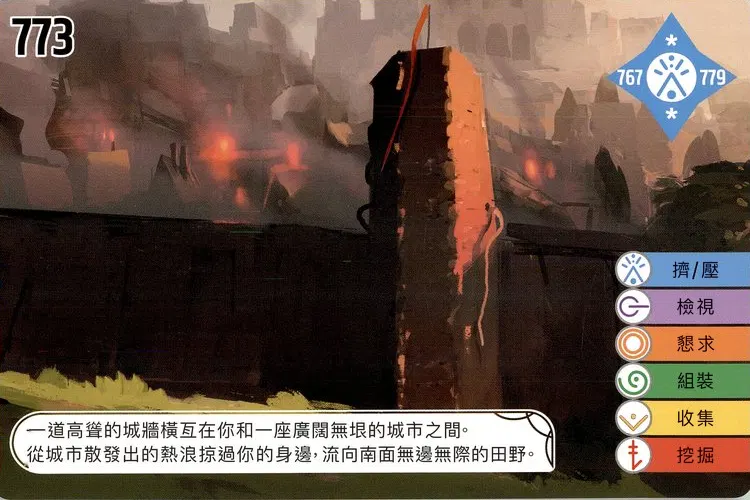 773
*
767 779
*
擠/壓
檢視
懇求
組裝
收集
挖掘
一道高聳的城牆橫亙在你和一座廣闊無垠的城市之間。
從城市散發出的熱浪掠過你的身邊，流向南面無邊無際的田野。